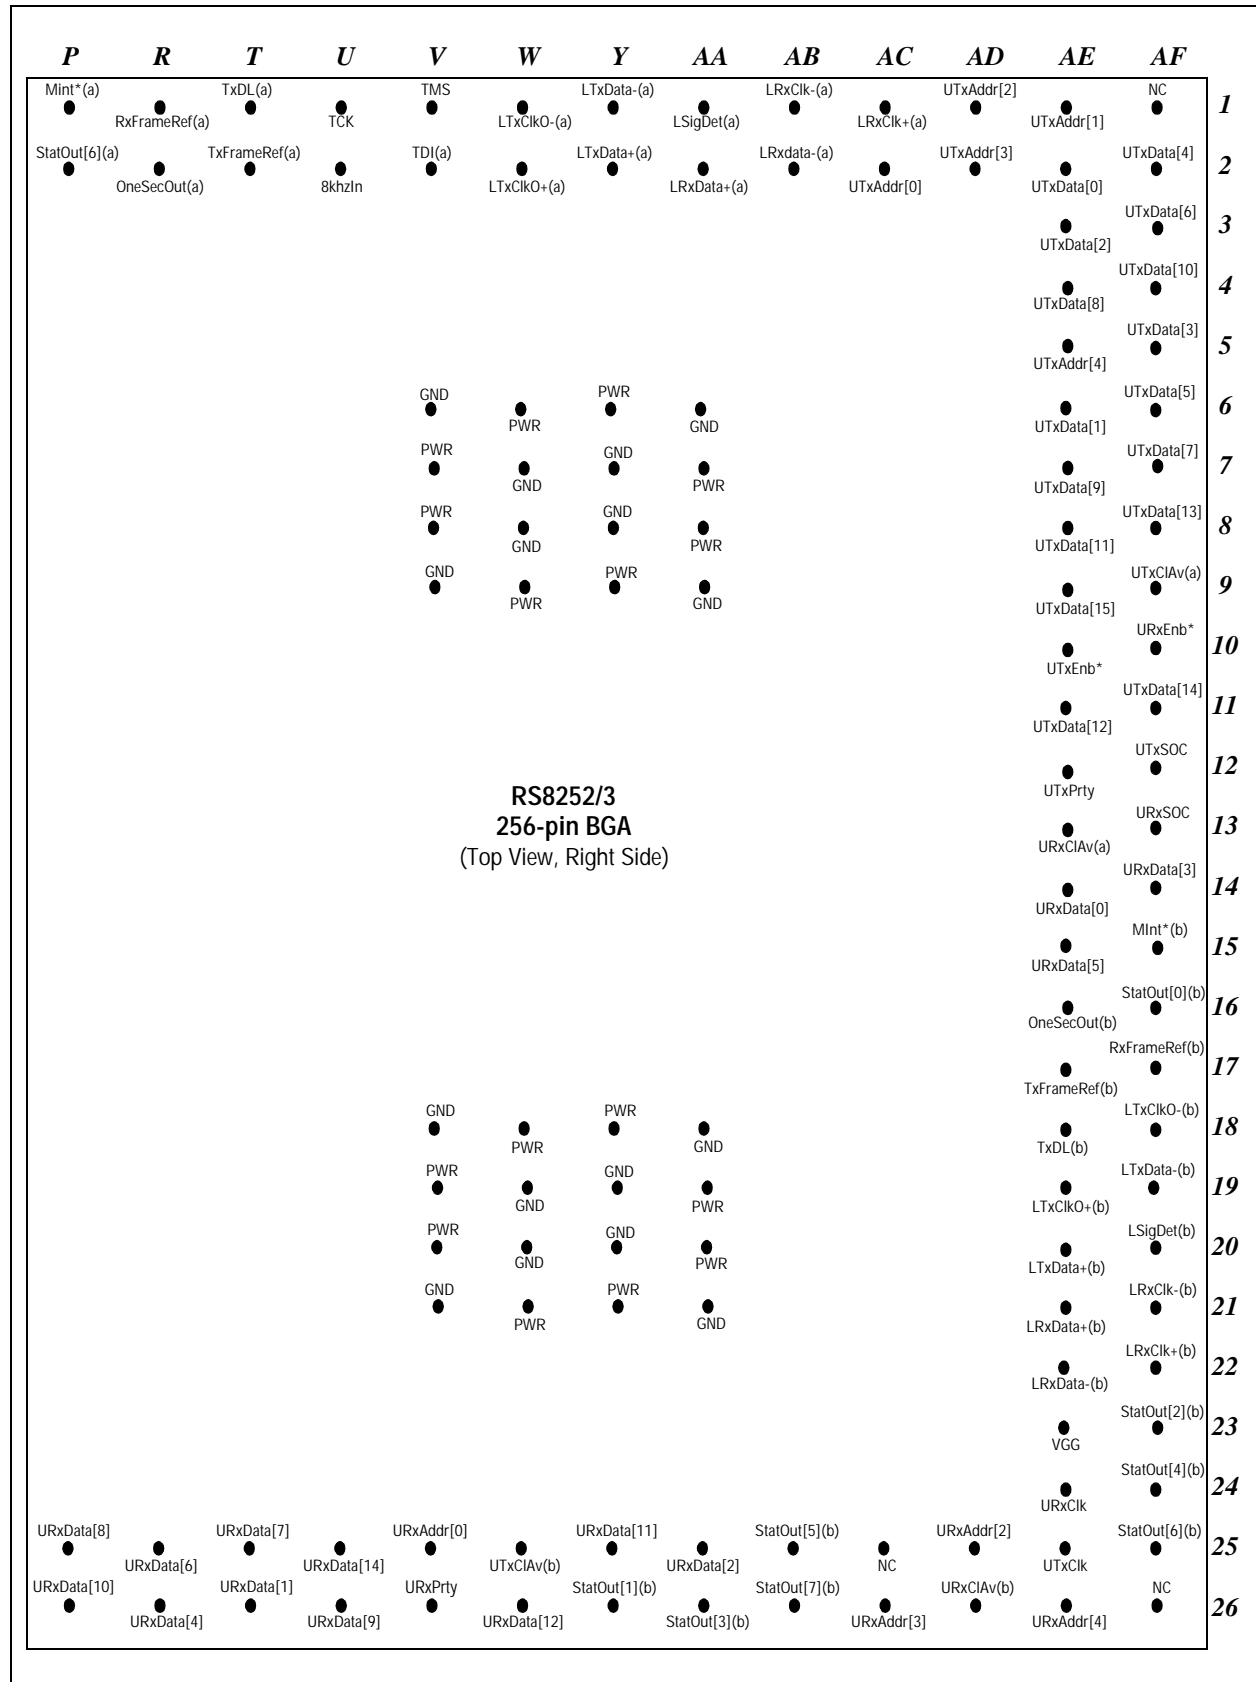 P R T U V W Y AA AB AC AD AE AF
Mint*(a) TxDL(a) TMS LTxData-(a) LRxClk-(a) UTxAddr[2] NC
1
RxFrameRef(a) TCK LTxClkO-(a) LSigDet(a) LRxClk+(a) UTxAddr[1]
StatOut[6](a) TxFrameRef(a) TDI(a) LTxData+(a) LRxdata-(a) UTxAddr[3] UTxData[4]
2
OneSecOut(a) 8khzIn LTxClkO+(a) LRxData+(a) UTxAddr[0] UTxData[0]
UTxData[6]
3
UTxData[2]
UTxData[10]
4
UTxData[8]
UTxData[3]
5
UTxAddr[4]
GND PWR UTxData[5]
6
PWR GND UTxData[1]
PWR GND UTxData[7]
7
GND PWR UTxData[9]
PWR GND UTxData[13]
8
GND PWR UTxData[11]
GND PWR UTxClAv(a)
9
PWR GND UTxData[15]
URxEnb*
10
UTxEnb*
UTxData[14]
11
UTxData[12]
UTxSOC
12
UTxPrty
RS8252/3
256-pin BGA
(Top View, Right Side)
URxSOC
13
URxClAv(a)
URxData[3]
14
URxData[0]
MInt*(b)
15
URxData[5]
StatOut[0](b)
16
OneSecOut(b)
RxFrameRef(b)
17
TxFrameRef(b)
GND PWR LTxClkO-(b)
18
PWR GND TxDL(b)
PWR GND LTxData-(b)
19
GND PWR LTxClkO+(b)
PWR GND LSigDet(b)
20
GND PWR LTxData+(b)
GND PWR LRxClk-(b)
21
PWR GND LRxData+(b)
LRxClk+(b)
22
LRxData-(b)
StatOut[2](b)
23
VGG
StatOut[4](b)
24
URxClk
URxData[8] URxData[7] URxAddr[0] URxData[11] StatOut[5](b) URxAddr[2] StatOut[6](b)
25
URxData[6] URxData[14] UTxClAv(b) URxData[2] NC UTxClk
URxData[10] URxData[1] URxPrty StatOut[1](b) StatOut[7](b) URxClAv(b) NC
26
URxData[4] URxData[9] URxData[12] StatOut[3](b) URxAddr[3] URxAddr[4]